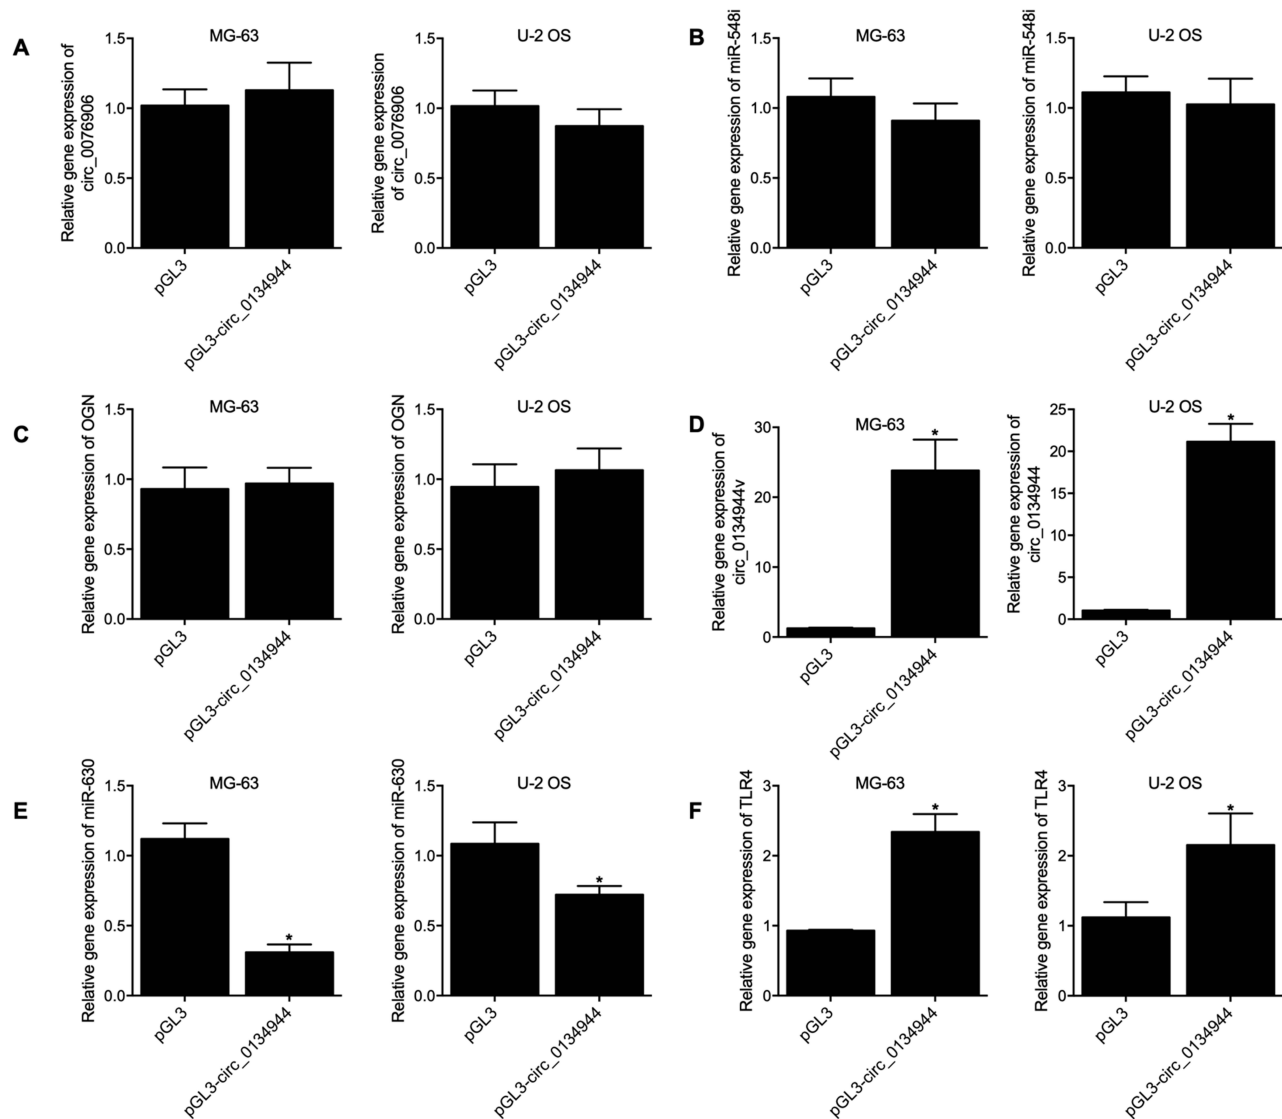 A
MG-63
Relative gene expression of
circ_0076906
1.5
1.0
0.5
0.0
pGL3
pGL3-circ_0134944
U-2 OS
Relative gene expression
of circ_0076906
1.5
1.0
0.5
0.0
pGL3
pGL3-circ_0134944
B
MG-63
Relative gene expression of miR-548i
1.5
1.0
0.5
0.0
pGL3
pGL3-circ_0134944
U-2 OS
Relative gene expression of miR-548i
1.5
1.0
0.5
0.0
pGL3
pGL3-circ_0134944
C
MG-63
Relative gene expression of OGN
1.5
1.0
0.5
0.0
pGL3
pGL3-circ_0134944
U-2 OS
Relative gene expression of OGN
1.5
1.0
0.5
0.0
pGL3
pGL3-circ_0134944
D
MG-63
Relative gene expression of
circ_0134944v
30
20
10
0
*
pGL3
pGL3-circ_0134944
U-2 OS
Relative gene expression of
circ_0134944
25
20
15
10
5
0
*
pGL3
pGL3-circ_0134944
E
MG-63
Relative gene expression of miR-630
1.5
1.0
0.5
0.0
*
pGL3
pGL3-circ_0134944
U-2 OS
Relative gene expression of miR-630
1.5
1.0
0.5
0.0
*
pGL3
pGL3-circ_0134944
F
MG-63
Relative gene expression of TLR4
3
2
1
0
*
pGL3
pGL3-circ_0134944
U-2 OS
Relative gene expression of TLR4
3
2
1
0
*
pGL3
pGL3-circ_0134944